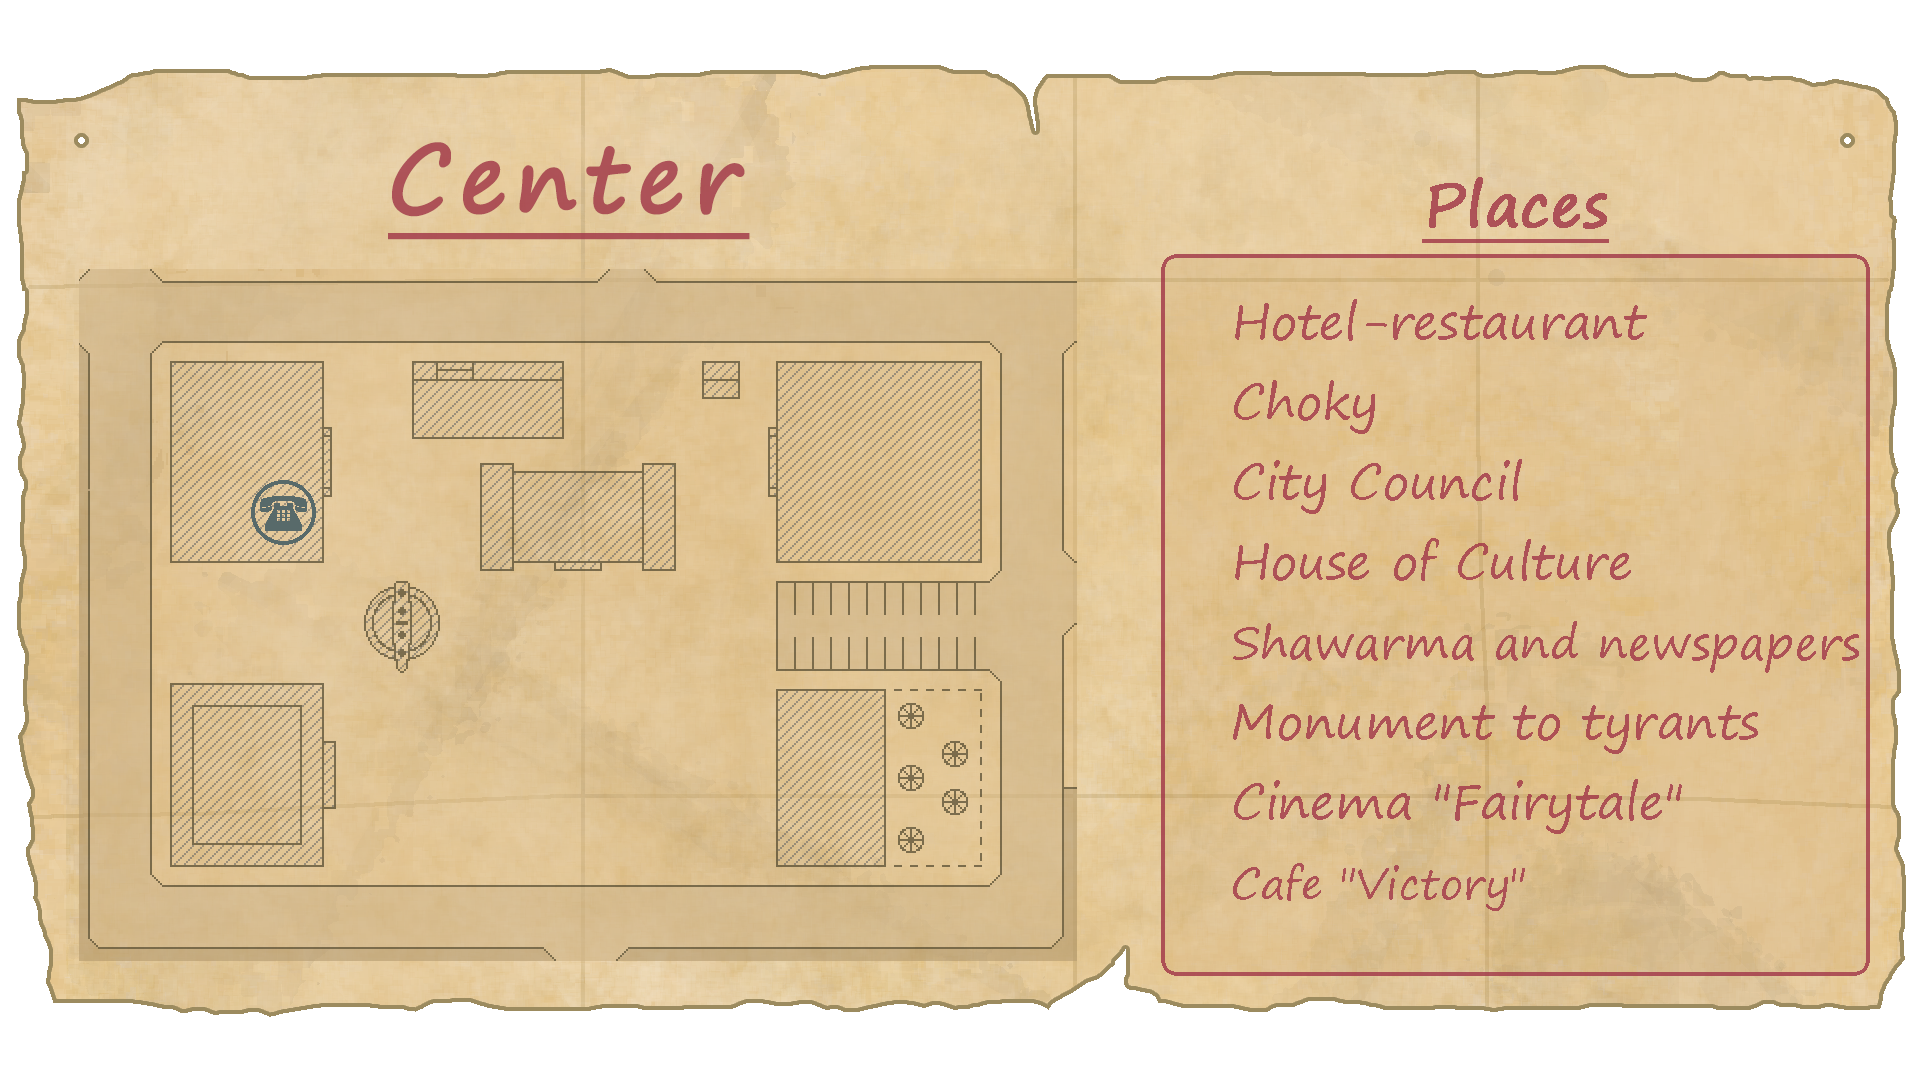 Center
Places
Hotel-restaurant
Choky
City Council
House of Culture
Shawarma and newspapers
Monument to tyrants
Cinema "Fairytale"
Cafe "Victory"